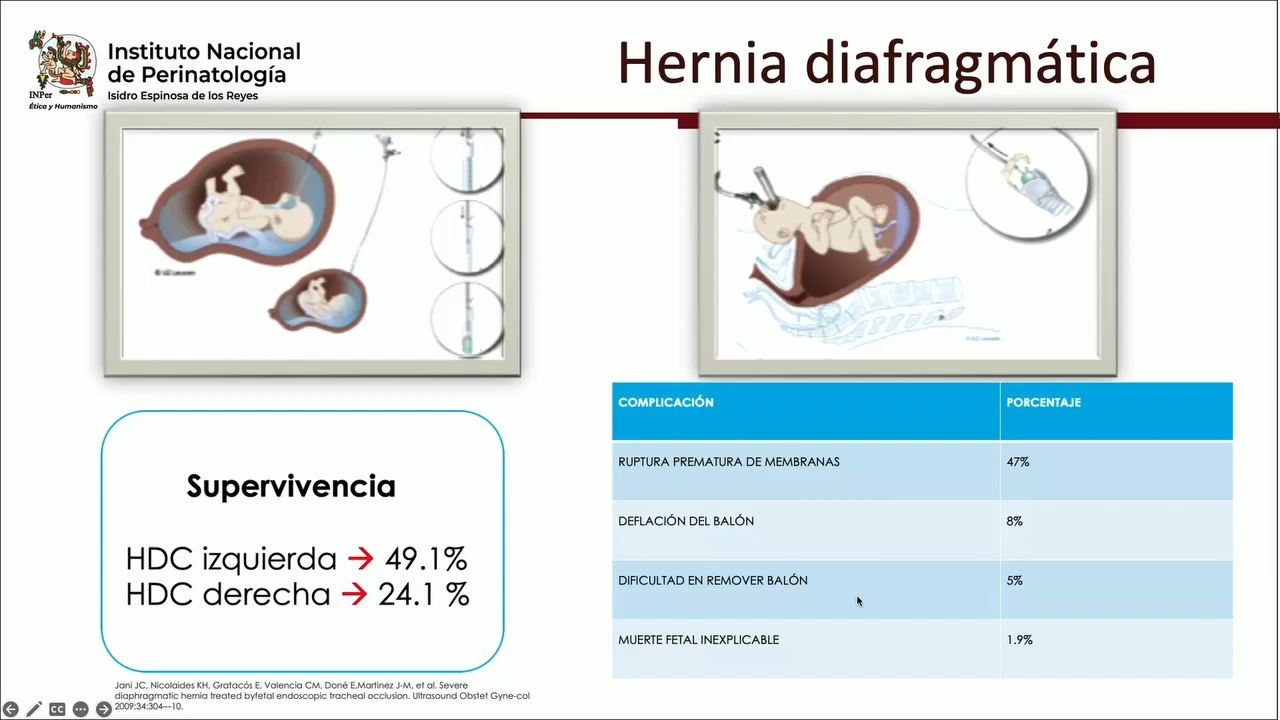 Instituto Nacional
de Perinatología
Isidro Espinosa de los Reyes
INPer
Ética y Humanismo
Hernia diafragmática
© UZ Leuven
Supervivencia
HDC izquierda → 49.1%
HDC derecha → 24.1 %
COMPLICACIÓN PORCENTAJE
RUPTURA PREMATURA DE MEMBRANAS 47%
DEFLACIÓN DEL BALÓN 8%
DIFICULTAD EN REMOVER BALÓN 5%
MUERTE FETAL INEXPLICABLE 1.9%
Jani JC, Nicolaides KH, Gratacós E, Valencia CM, Doné E,Martinez J-M, et al. Severe
diaphragmatic hernia treated byfetal endoscopic tracheal occlusion. Ultrasound Obstet Gyne-col
2009;34:304—10.
CC